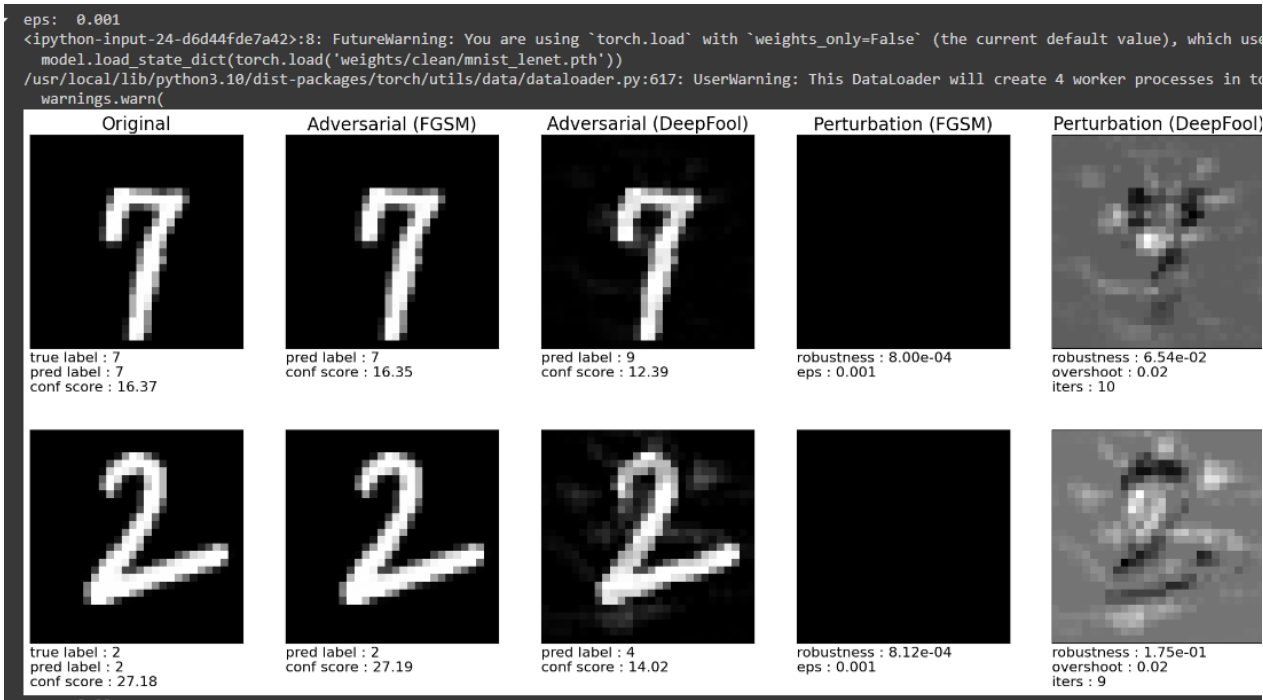 eps:  0.001
<ipython-input-24-d6d44fde7a42>:8: FutureWarning: You are using `torch.load` with `weights_only=False` (the current default value), which use
model.load_state_dict(torch.load('weights/clean/mnist_lenet.pth'))
/usr/local/lib/python3.10/dist-packages/torch/utils/data/dataloader.py:617: UserWarning: This DataLoader will create 4 worker processes in to
warnings.warn(
Original Adversarial (FGSM) Adversarial (DeepFool) Perturbation (FGSM) Perturbation (DeepFool)
true label : 7 pred label : 7 pred label : 9 robustness : 8.00e-04 robustness : 6.54e-02
pred label : 7 conf score : 16.35 conf score : 12.39 eps : 0.001 overshoot : 0.02
conf score : 16.37 iters : 10
true label : 2 pred label : 2 pred label : 4 robustness : 8.12e-04 robustness : 1.75e-01
pred label : 2 conf score : 27.19 conf score : 14.02 eps : 0.001 overshoot : 0.02
conf score : 27.18 iters : 9